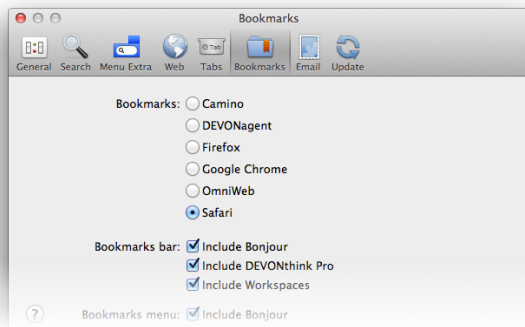 Bookmarks
Tab
General Search Menu Extra Web Tabs Bookmarks Email Update
Bookmarks: Camino
DEVONagent
Firefox
Google Chrome
OmniWeb
Safari
Bookmarks bar: Include Bonjour
Include DEVONthink Pro
Include Workspaces
? Bookmarks menu: Include Bonjour